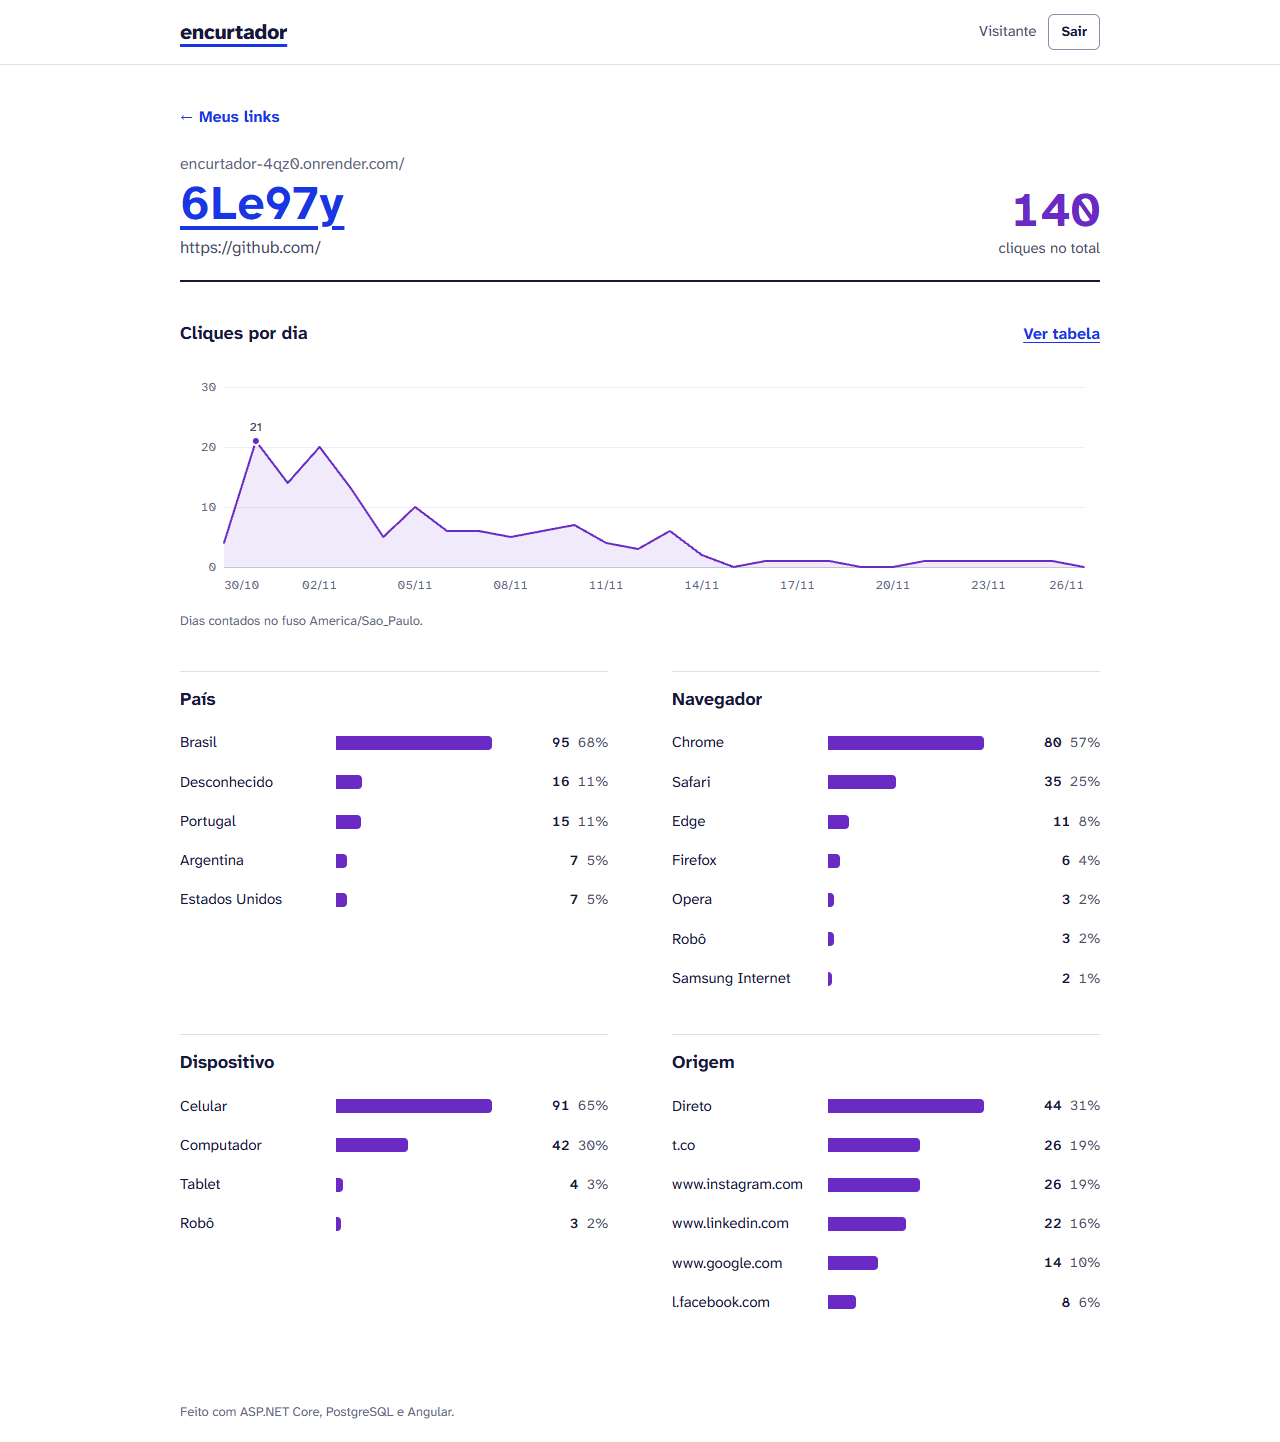 encurtador
Visitante Sair
← Meus links
encurtador-4qz0.onrender.com/
6Le97y
140
https://github.com/
cliques no total
Cliques por dia
Ver tabela
30
21
20
10
0
30/10 02/11 05/11 08/11 11/11 14/11 17/11 20/11 23/11 26/11
Dias contados no fuso America/Sao_Paulo.
País
Brasil 95 68%
Desconhecido 16 11%
Portugal 15 11%
Argentina 7 5%
Estados Unidos 7 5%
Navegador
Chrome 80 57%
Safari 35 25%
Edge 11 8%
Firefox 6 4%
Opera 3 2%
Robô 3 2%
Samsung Internet 2 1%
Dispositivo
Celular 91 65%
Computador 42 30%
Tablet 4 3%
Robô 3 2%
Origem
Direto 44 31%
t.co 26 19%
www.instagram.com 26 19%
www.linkedin.com 22 16%
www.google.com 14 10%
l.facebook.com 8 6%
Feito com ASP.NET Core, PostgreSQL e Angular.